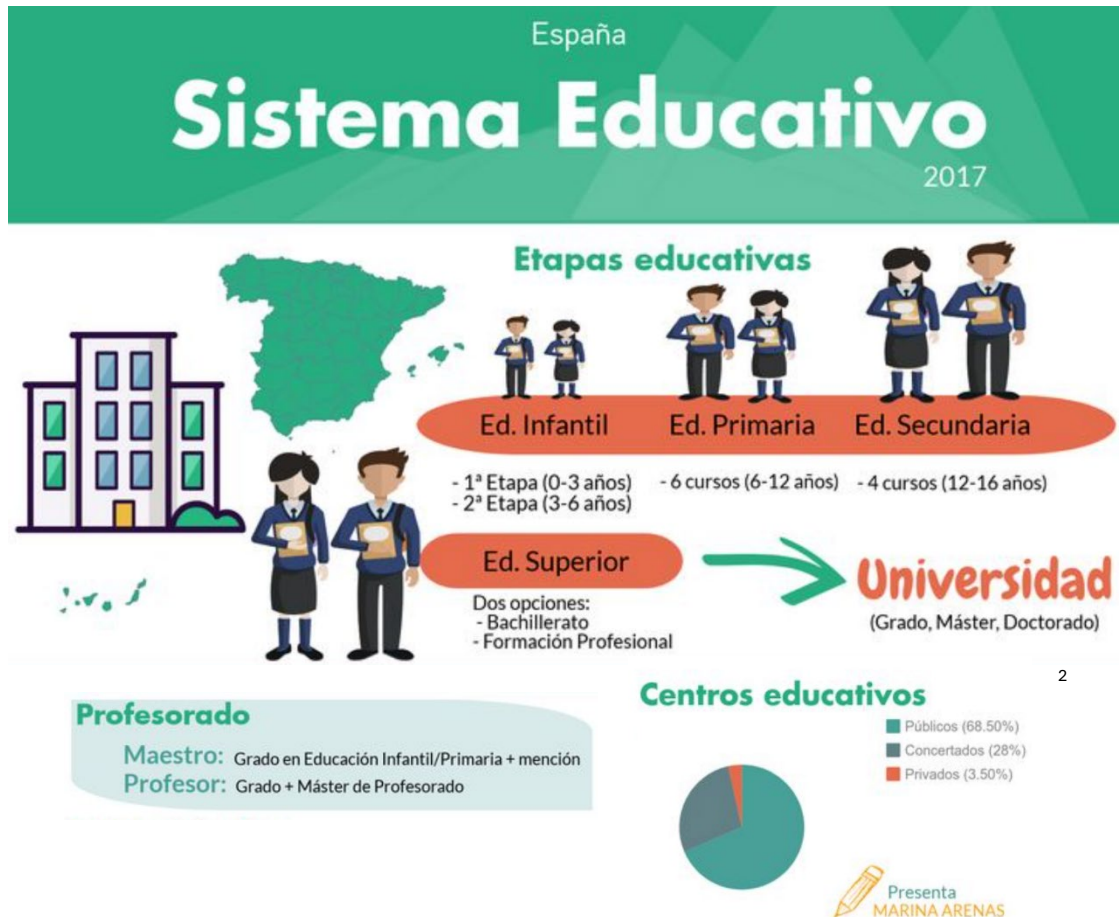 España
Sistema Educativo
2017
Etapas educativas
Ed. Infantil
Ed. Primaria
Ed. Secundaria
- 1ª Etapa (0-3 años)
- 2ª Etapa (3-6 años)
- 6 cursos (6-12 años)
- 4 cursos (12-16 años)
Ed. Superior
Dos opciones:
- Bachillerato
- Formación Profesional
Universidad
(Grado, Máster, Doctorado)
2
Profesorado
Maestro: Grado en Educación Infantil/Primaria + mención
Profesor: Grado + Máster de Profesorado
Centros educativos
Públicos (68.50%)
Concertados (28%)
Privados (3.50%)
Presenta
MARINA ARENAS